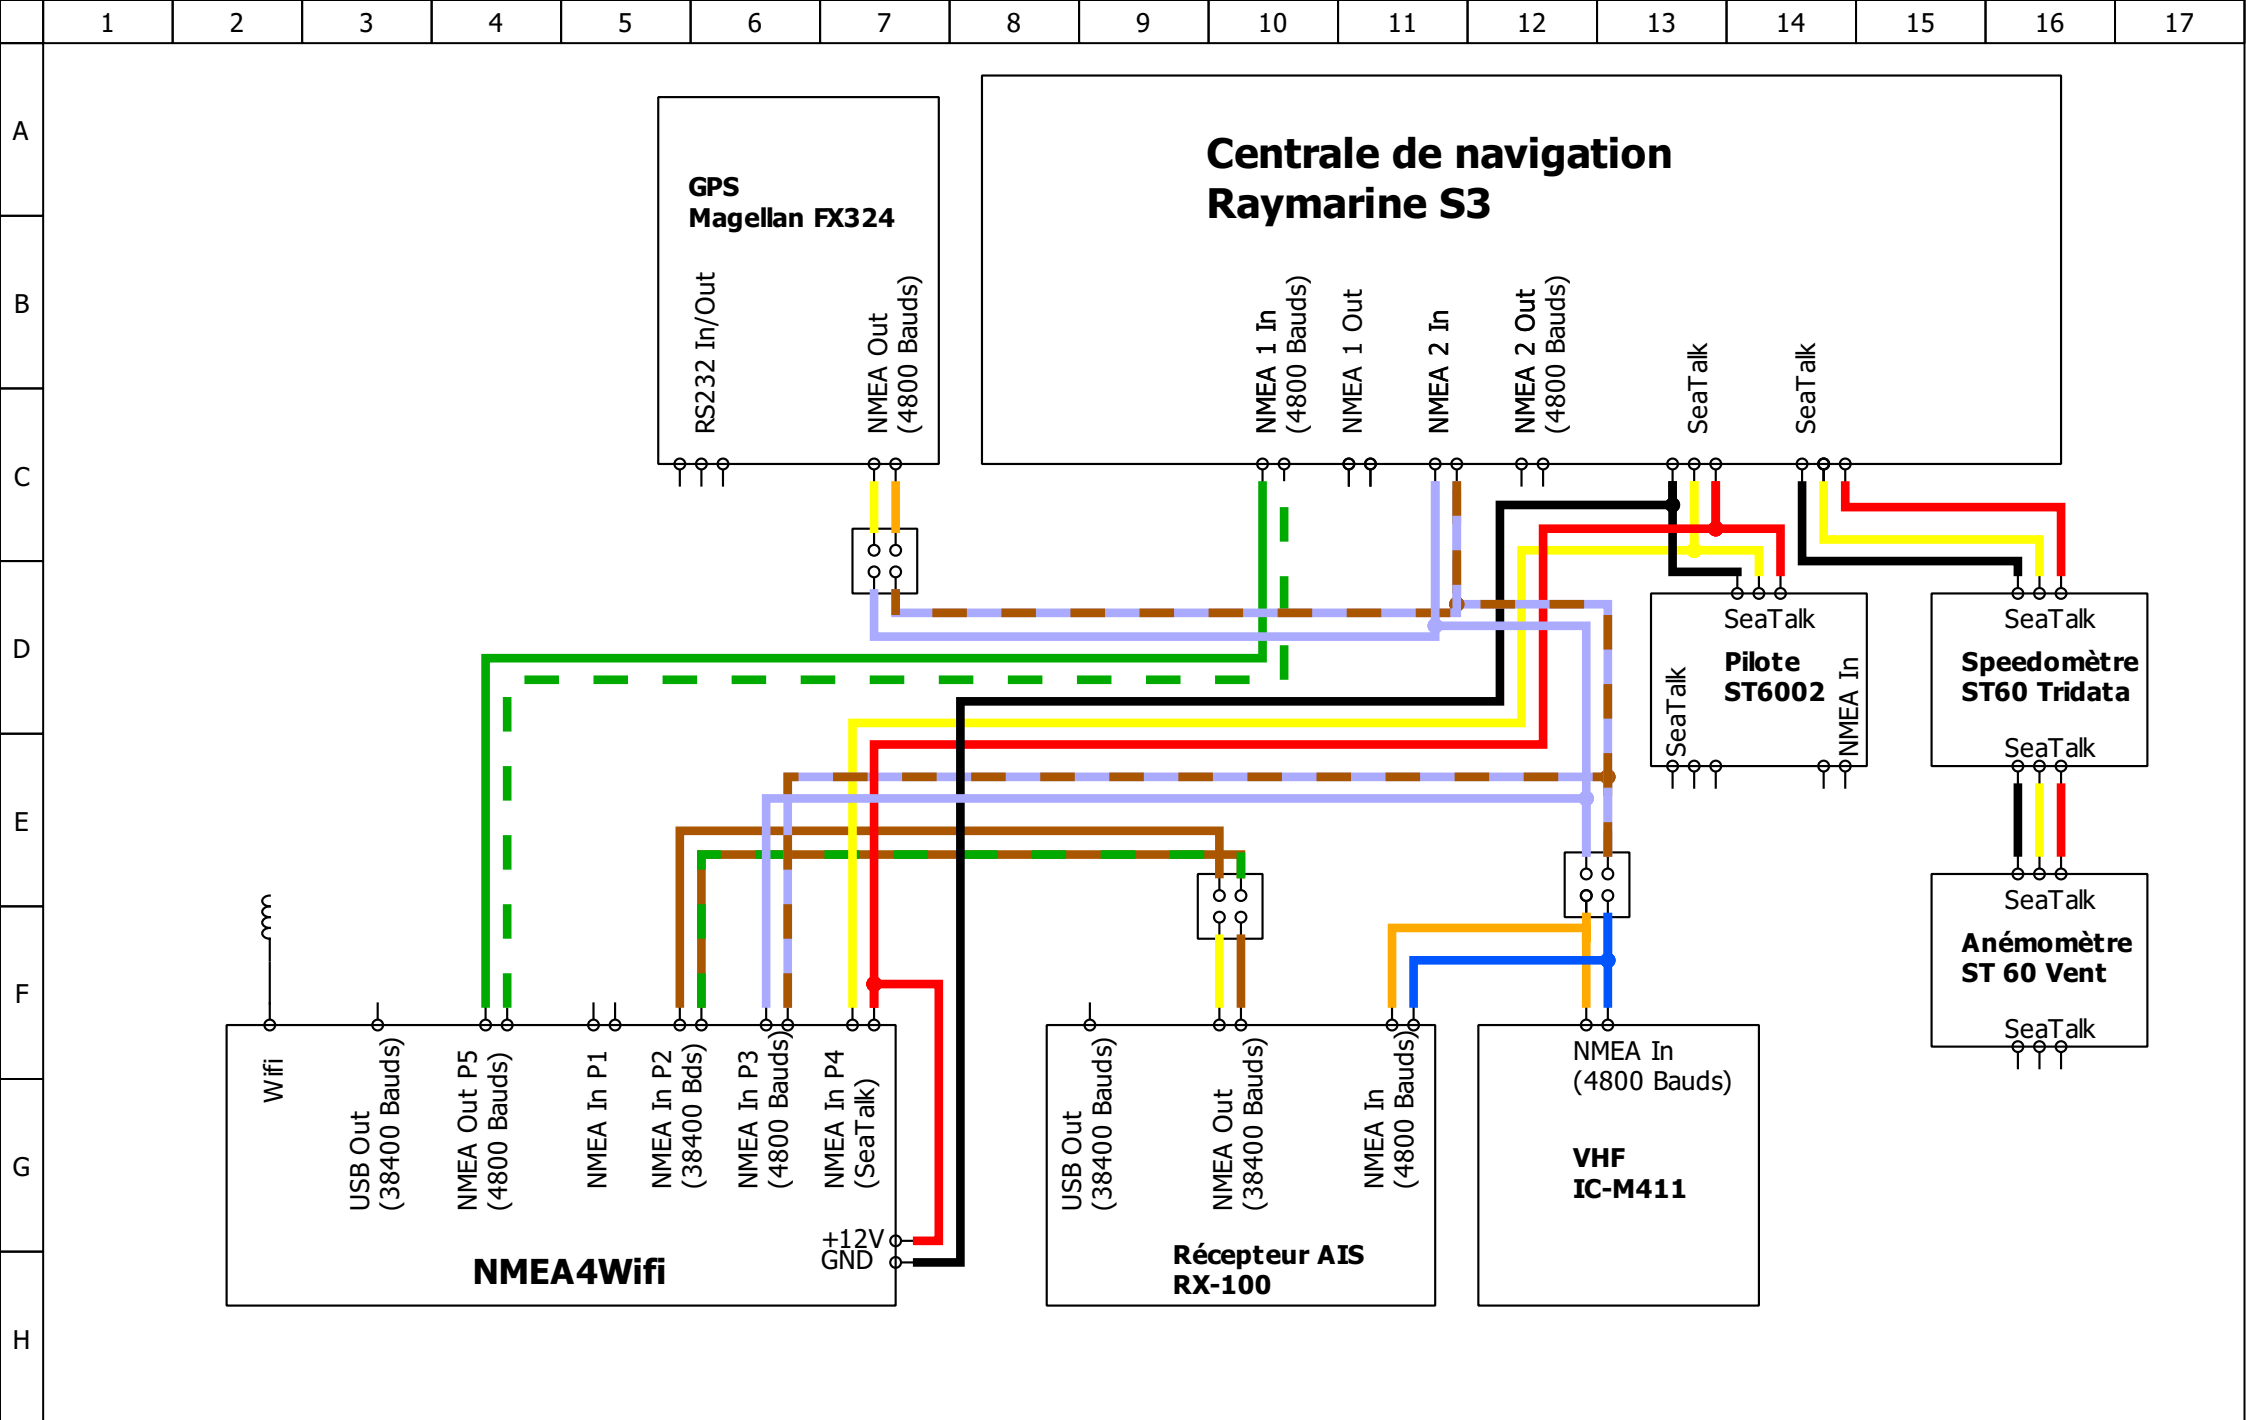 1 2 3 4 5 6 7 8 9 10 11 12 13 14 15 16 17
A
B
C
D
E
F
G
H
GPS
Magellan FX324
RS232 In/Out
NMEA Out
(4800 Bauds)
Centrale de navigation
Raymarine S3
NMEA 1 In
(4800 Bauds)
NMEA 1 Out
NMEA 2 In
NMEA 2 Out
(4800 Bauds)
SeaTalk
SeaTalk
SeaTalk
Pilote
ST6002
SeaTalk
NMEA In
SeaTalk
Speedomètre
ST60 Tridata
SeaTalk
SeaTalk
Anémomètre
ST 60 Vent
SeaTalk
Wifi
USB Out
(38400 Bauds)
NMEA Out P5
(4800 Bauds)
NMEA In P1
NMEA In P2
(38400 Bds)
NMEA In P3
(4800 Bauds)
NMEA In P4
(SeaTalk)
+12V
GND
NMEA4Wifi
USB Out
(38400 Bauds)
NMEA Out
(38400 Bauds)
NMEA In
(4800 Bauds)
Récepteur AIS
RX-100
NMEA In
(4800 Bauds)
VHF
IC-M411